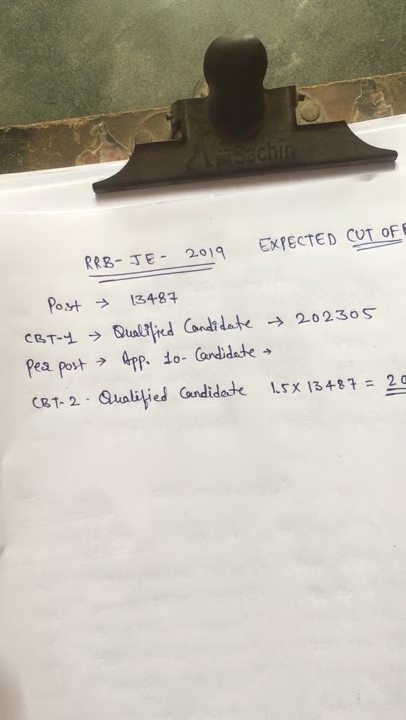 Sachin
RRB- JE - 2019 EXPECTED CUT OFF
Post → 13487
CBT-1 → Qualified Candidate → 202305
Per post → App. 10- Candidate →
CBT-2 - Qualified Candidate 1.5 x 13487 = 20